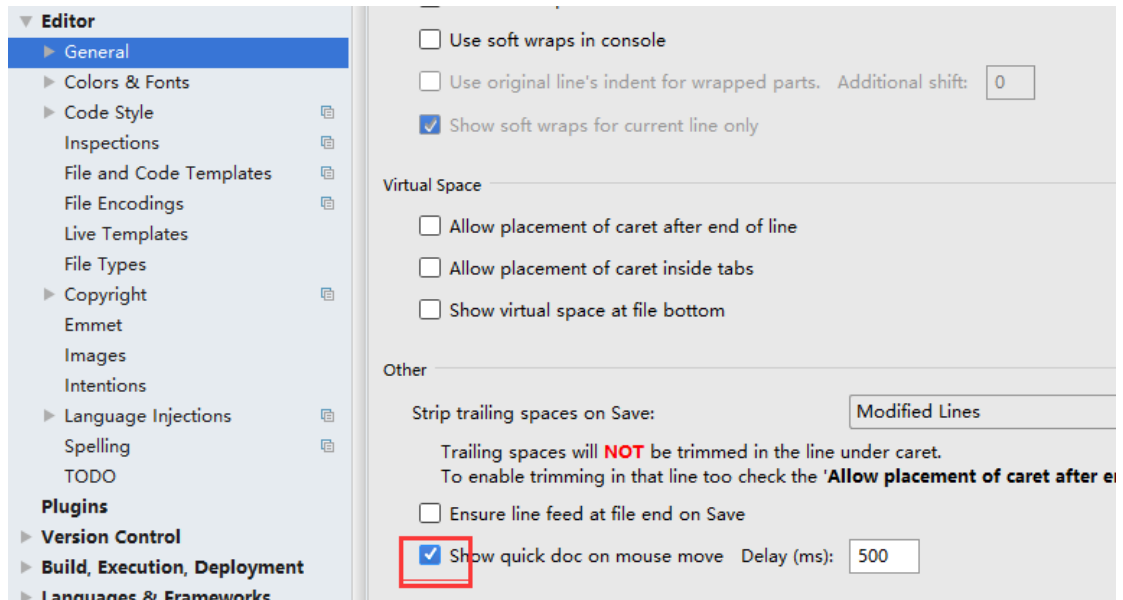 Editor
General
Colors & Fonts
Code Style
Inspections
File and Code Templates
File Encodings
Live Templates
File Types
Copyright
Emmet
Images
Intentions
Language Injections
Spelling
TODO
Plugins
Version Control
Build, Execution, Deployment
Languages & Frameworks
Use soft wraps in console
Use original line's indent for wrapped parts. Additional shift: 0
Show soft wraps for current line only
Virtual Space
Allow placement of caret after end of line
Allow placement of caret inside tabs
Show virtual space at file bottom
Other
Strip trailing spaces on Save: Modified Lines
Trailing spaces will NOT be trimmed in the line under caret.
To enable trimming in that line too check the 'Allow placement of caret after
Ensure line feed at file end on Save
Show quick doc on mouse move Delay (ms): 500